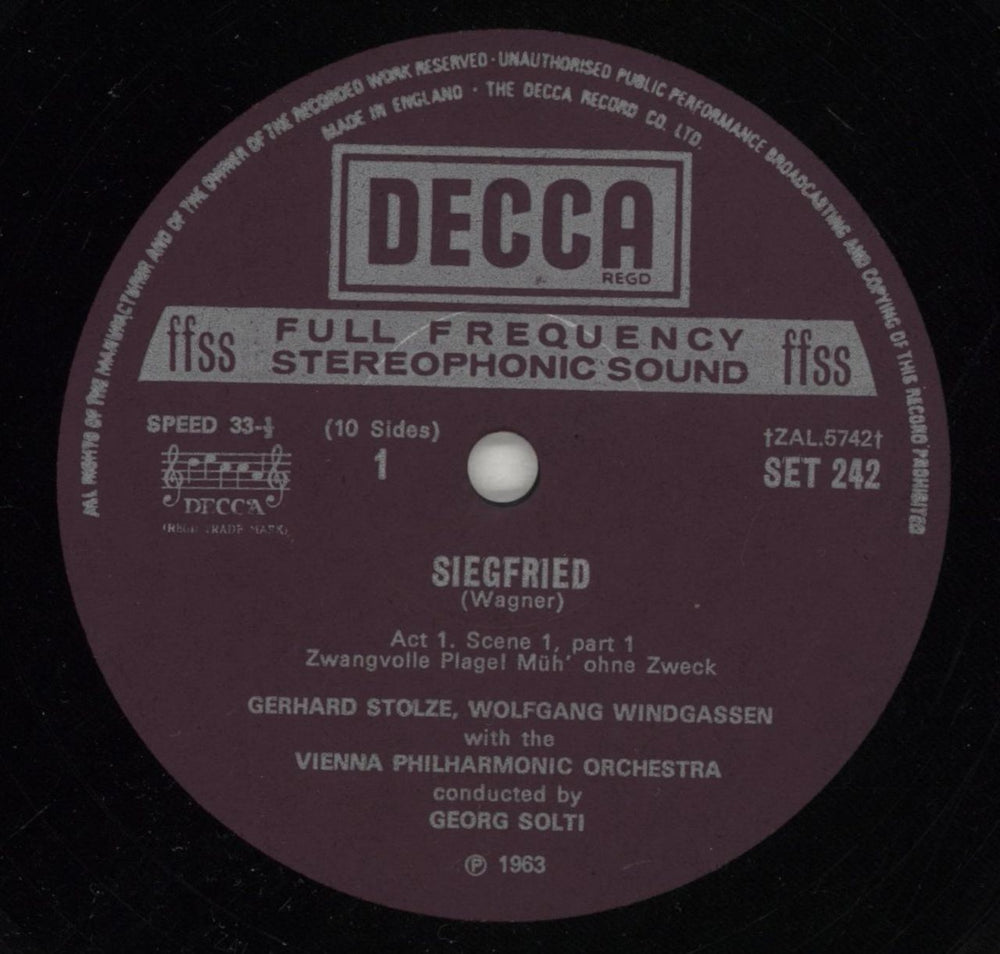 ALL RIGHTS OF THE MANUFACTURER AND OF THE OWNER OF THE RECORDED WORK RESERVED · UNAUTHORISED PUBLIC PERFORMANCE BROADCASTING AND COPYING OF THIS RECORD PROHIBITED
MADE IN ENGLAND · THE DECCA RECORD CO. LTD.
DECCA
REGD
ffss FULL FREQUENCY STEREOPHONIC SOUND ffss
SPEED 33-⅓
(10 Sides)
1
†ZAL.5742†
SET 242
DECCA
(REGD. TRADE MARK)
SIEGFRIED
(Wagner)
Act 1. Scene 1, part 1
Zwangvolle Plage! Müh' ohne Zweck
GERHARD STOLZE, WOLFGANG WINDGASSEN
with the
VIENNA PHILHARMONIC ORCHESTRA
conducted by
GEORG SOLTI
℗ 1963